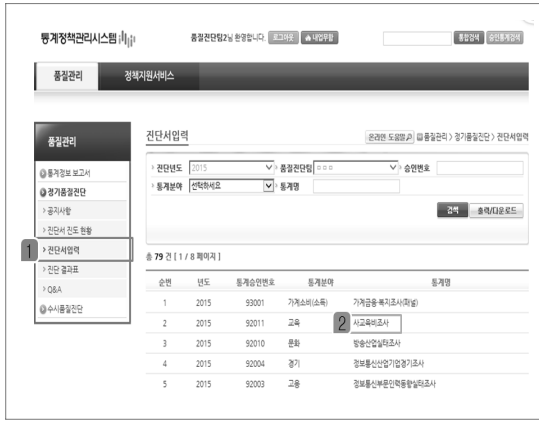 통계정책관리시스템
품질진단팀2님 환영합니다. 로그아웃 내업무함
통합검색 승인통계검색
품질관리 정책지원서비스
품질관리
통계정보 보고서
정기품질진단
공지사항
진단서 진도 현황
1 진단서입력
진단 결과표
Q&A
수시품질진단
진단서입력
온라인 도움말 품질관리 > 정기품질진단 > 진단서입력
진단년도 2015 품질진단팀 ¤ ¤ ¤ 승인번호
통계분야 선택하세요 통계명
검색 출력/다운로드
총 79 건 [ 1 / 8 페이지 ]
순번 년도 통계승인번호 통계분야 통계명
1 2015 93001 가계소비(소득) 가계금융·복지조사(패널)
2 2015 92011 교육 2 사교육비조사
3 2015 92010 문화 방송산업실태조사
4 2015 92004 경기 정보통신산업기업경기조사
5 2015 92003 고용 정보통신부문인력동향실태조사